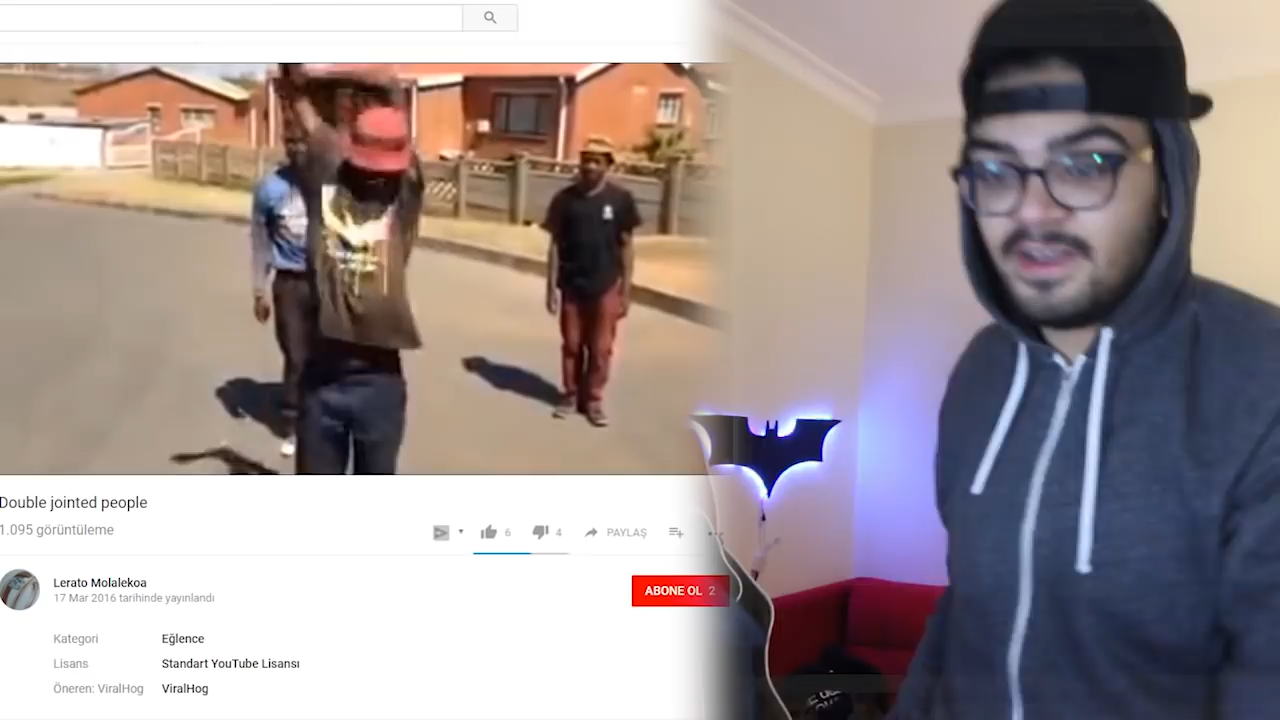 Double jointed people
1.095 görüntüleme
6
4
PAYLAŞ
Lerato Molalekoa
17 Mar 2016 tarihinde yayınlandı
ABONE OL 2
Kategori Eğlence
Lisans Standart YouTube Lisansı
Öneren: ViralHog ViralHog